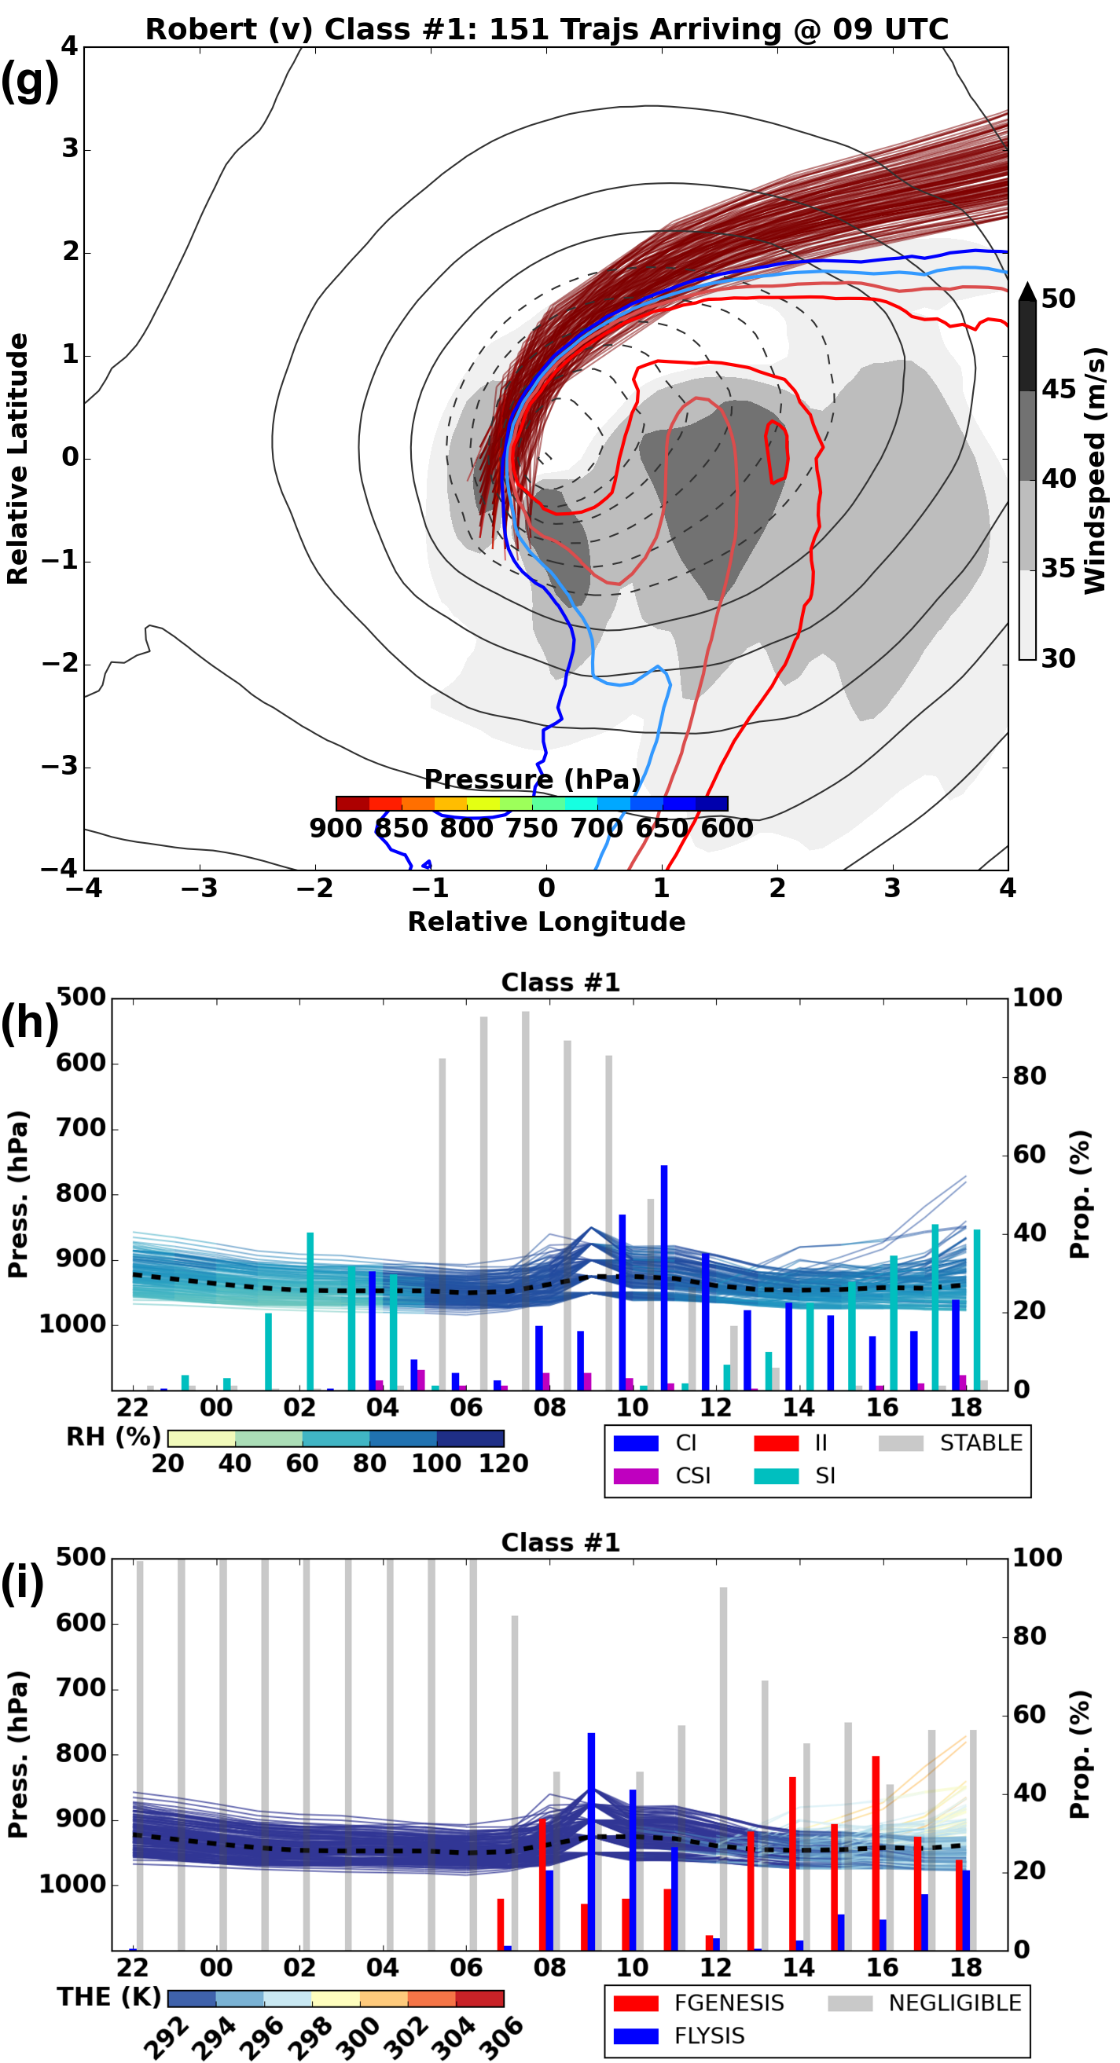 Robert (v) Class #1: 151 Trajs Arriving @ 09 UTC
(g)
4
3
2
1
0
−1
−2
−3
−4
Relative Latitude
−4 −3 −2 −1 0 1 2 3 4
Relative Longitude
Pressure (hPa)
900 850 800 750 700 650 600
50
45
40
35
30
Windspeed (m/s)
Class #1
(h)
500
600
700
800
900
1000
Press. (hPa)
100
80
60
40
20
0
Prop. (%)
22 00 02 04 06 08 10 12 14 16 18
RH (%)
20 40 60 80 100 120
CI II STABLE
CSI SI
Class #1
(i)
500
600
700
800
900
1000
Press. (hPa)
100
80
60
40
20
0
Prop. (%)
22 00 02 04 06 08 10 12 14 16 18
THE (K)
292 294 296 298 300 302 304 306
FGENESIS NEGLIGIBLE
FLYSIS